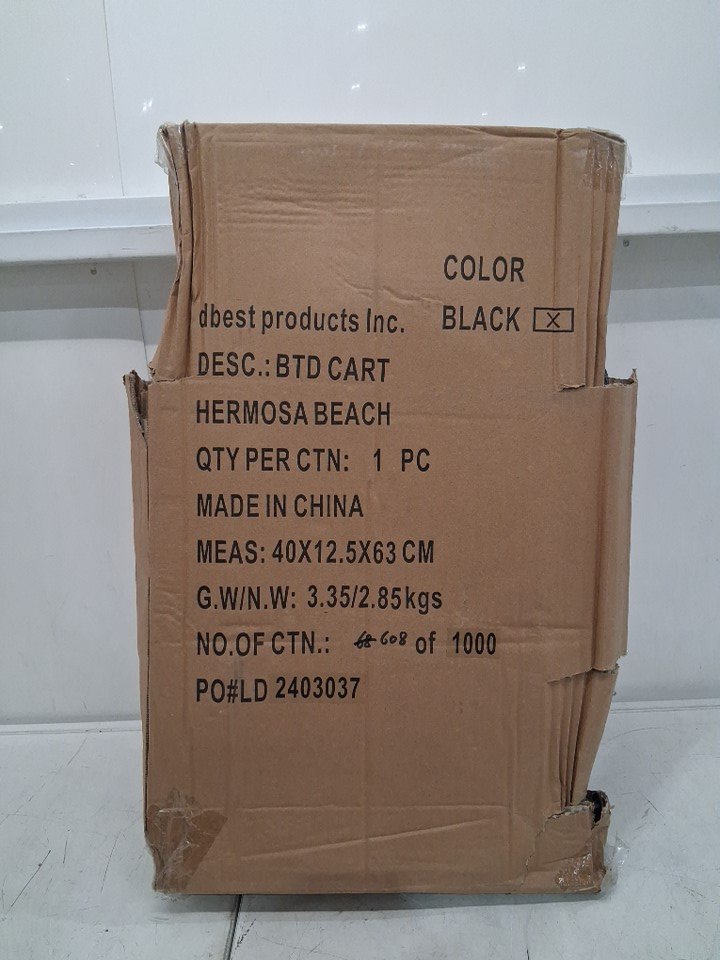 COLOR
dbest products Inc. BLACK X
DESC.: BTD CART
HERMOSA BEACH
QTY PER CTN: 1 PC
MADE IN CHINA
MEAS: 40X12.5X63 CM
G.W/N.W: 3.35/2.85kgs
NO.OF CTN.: 608 of 1000
PO#LD 2403037